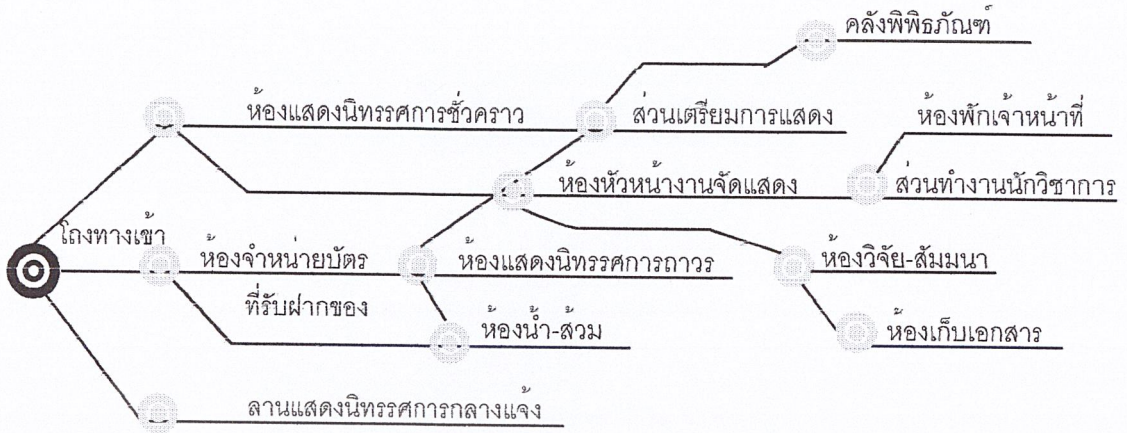 คลังพิพิธภัณฑ์
ห้องแสดงนิทรรศการชั่วคราว
ส่วนเตรียมการแสดง
ห้องพักเจ้าหน้าที่
ห้องหัวหน้างานจัดแสดง
ส่วนทำงานนักวิชาการ
โถงทางเข้า
ห้องจำหน่ายบัตร
ห้องแสดงนิทรรศการถาวร
ห้องวิจัย-สัมมนา
ที่รับฝากของ
ห้องน้ำ-ส้วม
ห้องเก็บเอกสาร
ลานแสดงนิทรรศการกลางแจ้ง